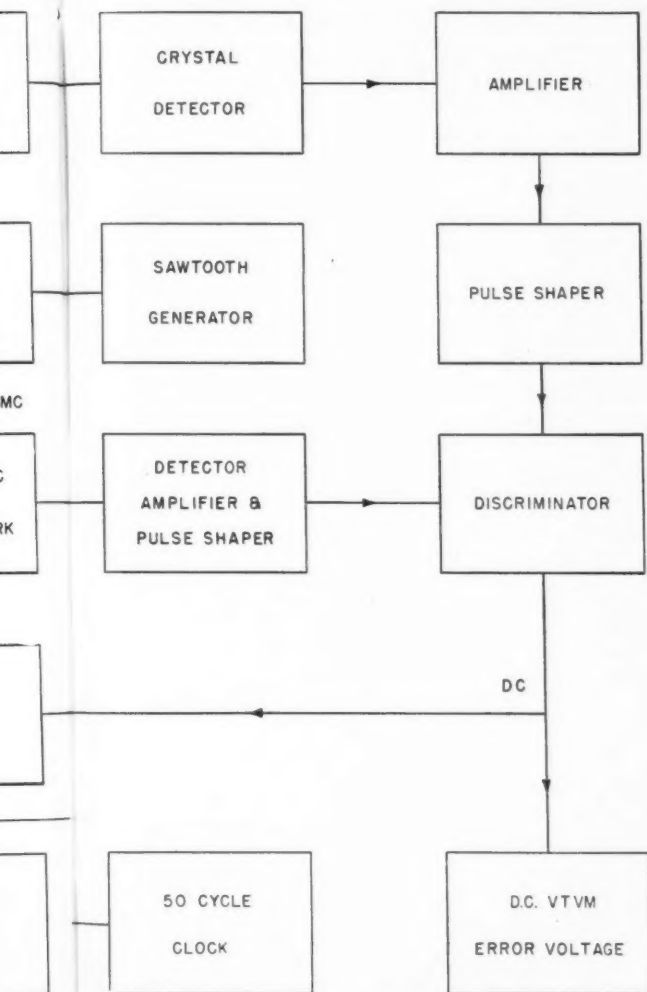 CRYSTAL
DETECTOR
AMPLIFIER
SAWTOOTH
GENERATOR
PULSE SHAPER
MC
C
RK
DETECTOR
AMPLIFIER &
PULSE SHAPER
DISCRIMINATOR
DC
50 CYCLE
CLOCK
D.C. VTVM
ERROR VOLTAGE